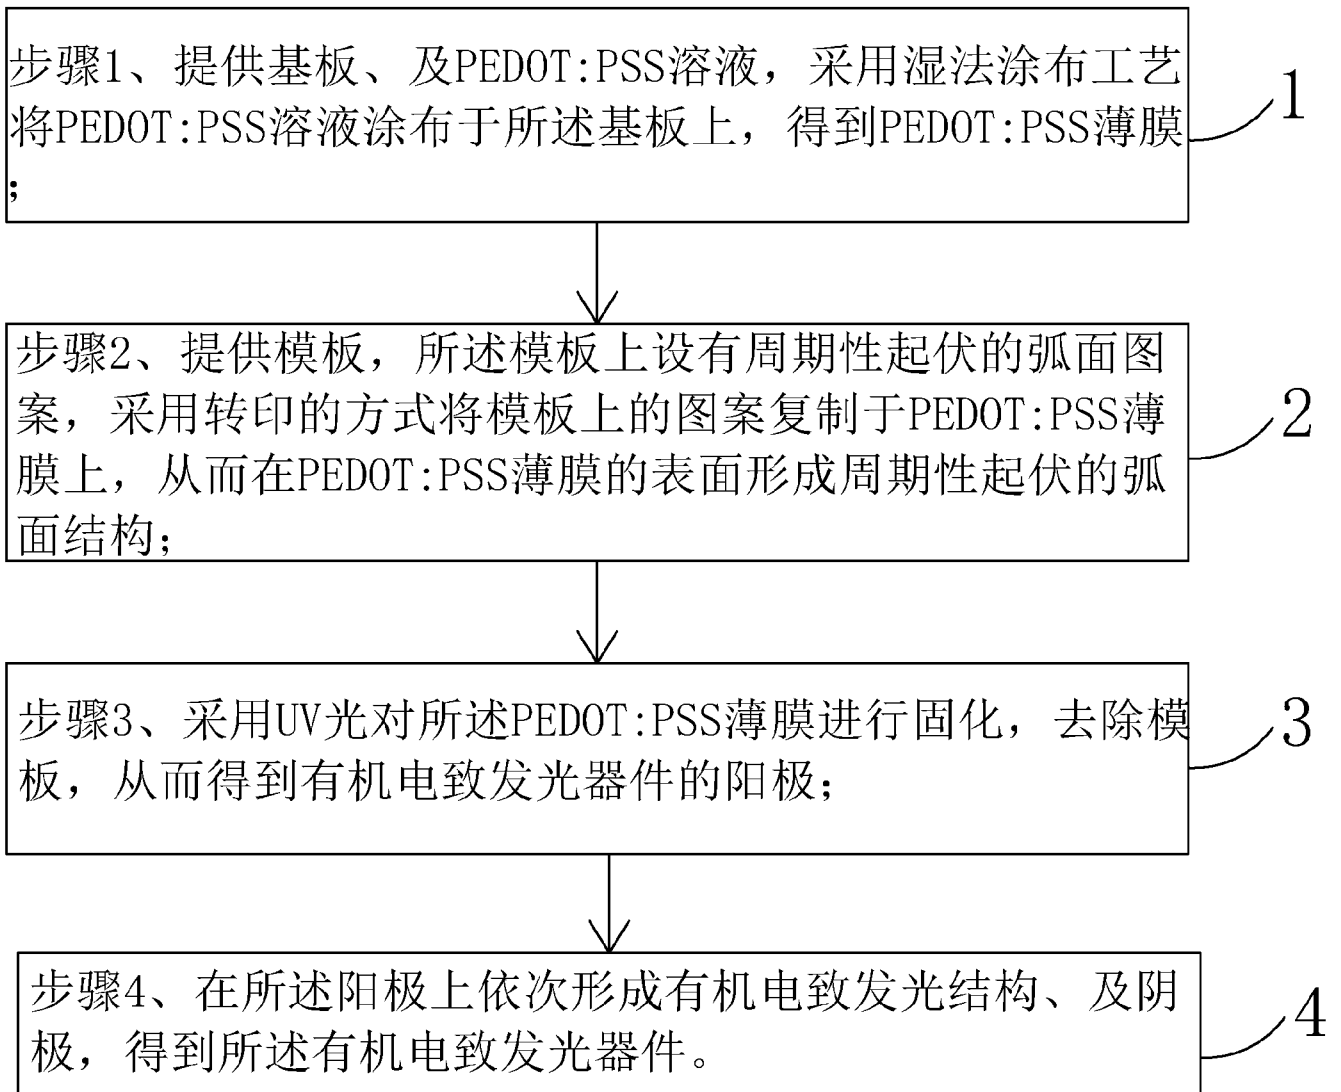 步骤1、提供基板、及PEDOT:PSS溶液，采用湿法涂布工艺
将PEDOT:PSS溶液涂布于所述基板上，得到PEDOT:PSS薄膜
；
1
步骤2、提供模板，所述模板上设有周期性起伏的弧面图
案，采用转印的方式将模板上的图案复制于PEDOT:PSS薄
膜上，从而在PEDOT:PSS薄膜的表面形成周期性起伏的弧
面结构；
2
步骤3、采用UV光对所述PEDOT:PSS薄膜进行固化，去除模
板，从而得到有机电致发光器件的阳极；
3
步骤4、在所述阳极上依次形成有机电致发光结构、及阴
极，得到所述有机电致发光器件。
4